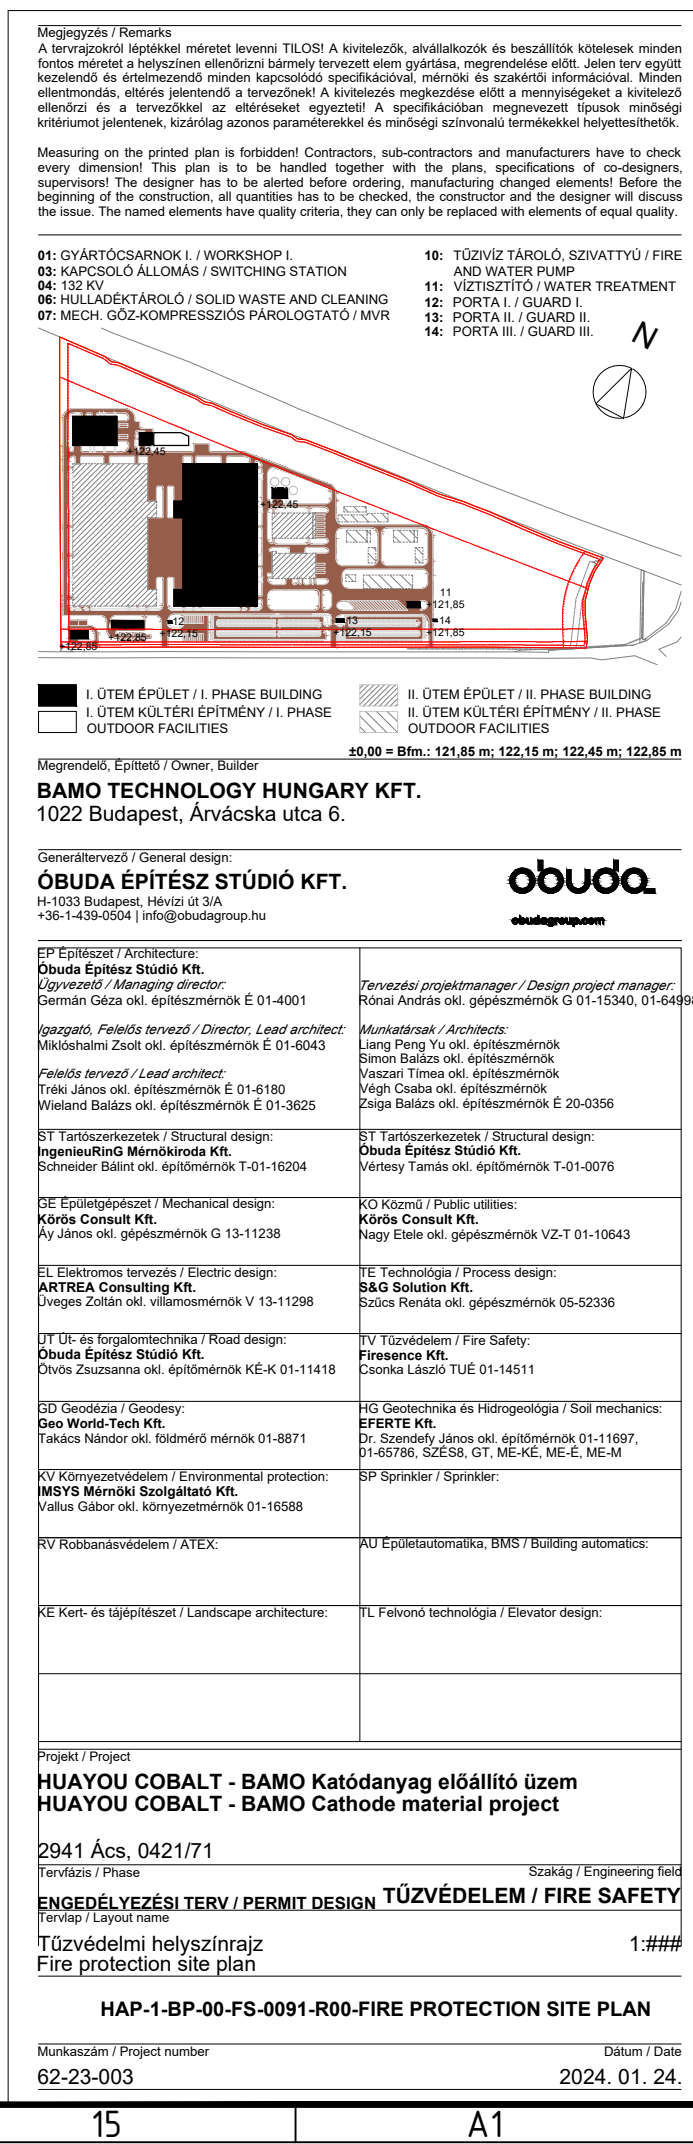 Megjegyzés / Remarks
A tervrajzokról léptékkel méretet levenni TILOS! A kivitelezők, alvállalkozók és beszállítók kötelesek minden
fontos méretet a helyszínen ellenőrizni bármely tervezett elem gyártása, megrendelése előtt. Jelen terv együtt
kezelendő és értelmezendő minden kapcsolódó specifikációval, mérnöki és szakértői információval. Minden
ellentmondás, eltérés jelentendő a tervezőnek! A kivitelezés megkezdése előtt a mennyiségeket a kivitelező
ellenőrzi és a tervezőkkel az eltéréseket egyezteti! A specifikációban megnevezett típusok minőségi
kritériumot jelentenek, kizárólag azonos paraméterekkel és minőségi színvonalú termékekkel helyettesíthetők.
Measuring on the printed plan is forbidden! Contractors, sub-contractors and manufacturers have to check
every dimension! This plan is to be handled together with the plans, specifications of co-designers,
supervisors! The designer has to be alerted before ordering, manufacturing changed elements! Before the
beginning of the construction, all quantities has to be checked, the constructor and the designer will discuss
the issue. The named elements have quality criteria, they can only be replaced with elements of equal quality.
01: GYÁRTÓCSARNOK I. / WORKSHOP I.
03: KAPCSOLÓ ÁLLOMÁS / SWITCHING STATION
04: 132 KV
06: HULLADÉKTÁROLÓ / SOLID WASTE AND CLEANING
07: MECH. GŐZ-KOMPRESSZIÓS PÁROLOGTATÓ / MVR
10: TŰZIVÍZ TÁROLÓ, SZIVATTYÚ / FIRE
AND WATER PUMP
11: VÍZTISZTÍTÓ / WATER TREATMENT
12: PORTA I. / GUARD I.
13: PORTA II. / GUARD II.
14: PORTA III. / GUARD III.
N
+122,45
+122,45
11
+121,85
12
13
14
+122,85
+122,85
+122,15
+122,15
+121,85
I. ÜTEM ÉPÜLET / I. PHASE BUILDING
I. ÜTEM KÜLTÉRI ÉPÍTMÉNY / I. PHASE
OUTDOOR FACILITIES
II. ÜTEM ÉPÜLET / II. PHASE BUILDING
II. ÜTEM KÜLTÉRI ÉPÍTMÉNY / II. PHASE
OUTDOOR FACILITIES
±0,00 = Bfm.: 121,85 m; 122,15 m; 122,45 m; 122,85 m
Megrendelő, Építtető / Owner, Builder
BAMO TECHNOLOGY HUNGARY KFT.
1022 Budapest, Árvácska utca 6.
Generáltervező / General design:
ÓBUDA ÉPÍTÉSZ STÚDIÓ KFT.
H-1033 Budapest, Hévízi út 3/A
+36-1-439-0504 | info@obudagroup.hu
obuda
obudagroup.com
EP Építészet / Architecture:
Óbuda Építész Stúdió Kft.
Ügyvezető / Managing director:
Germán Géza okl. építészmérnök É 01-4001
Igazgató, Felelős tervező / Director, Lead architect:
Miklóshalmi Zsolt okl. építészmérnök É 01-6043
Felelős tervező / Lead architect:
Tréki János okl. építészmérnök É 01-6180
Wieland Balázs okl. építészmérnök É 01-3625
Tervezési projektmanager / Design project manager:
Rónai András okl. gépészmérnök G 01-15340, 01-64998
Munkatársak / Architects:
Liang Peng Yu okl. építészmérnök
Simon Balázs okl. építészmérnök
Vaszari Tímea okl. építészmérnök
Végh Csaba okl. építészmérnök
Zsiga Balázs okl. építészmérnök É 20-0356
ST Tartószerkezetek / Structural design:
IngenieuRinG Mérnökiroda Kft.
Schneider Bálint okl. építőmérnök T-01-16204
ST Tartószerkezetek / Structural design:
Óbuda Építész Stúdió Kft.
Vértesy Tamás okl. építőmérnök T-01-0076
GE Épületgépészet / Mechanical design:
Körös Consult Kft.
Áy János okl. gépészmérnök G 13-11238
KO Közmű / Public utilities:
Körös Consult Kft.
Nagy Etele okl. gépészmérnök VZ-T 01-10643
EL Elektromos tervezés / Electric design:
ARTREA Consulting Kft.
Üveges Zoltán okl. villamosmérnök V 13-11298
TE Technológia / Process design:
S&G Solution Kft.
Szűcs Renáta okl. gépészmérnök 05-52336
UT Út- és forgalomtechnika / Road design:
Óbuda Építész Stúdió Kft.
Ötvös Zsuzsanna okl. építőmérnök KÉ-K 01-11418
TV Tűzvédelem / Fire Safety:
Firesence Kft.
Csonka László TUÉ 01-14511
GD Geodézia / Geodesy:
Geo World-Tech Kft.
Takács Nándor okl. földmérő mérnök 01-8871
HG Geotechnika és Hidrogeológia / Soil mechanics:
EFERTE Kft.
Dr. Szendefy János okl. építőmérnök 01-11697,
01-65786, SZÉS8, GT, ME-KÉ, ME-É, ME-M
KV Környezetvédelem / Environmental protection:
IMSYS Mérnöki Szolgáltató Kft.
Vallus Gábor okl. környezetmérnök 01-16588
SP Sprinkler / Sprinkler:
RV Robbanásvédelem / ATEX:
AU Épületautomatika, BMS / Building automatics:
KE Kert- és tájépítészet / Landscape architecture:
TL Felvonó technológia / Elevator design:
Projekt / Project
HUAYOU COBALT - BAMO Katódanyag előállító üzem
HUAYOU COBALT - BAMO Cathode material project
2941 Ács, 0421/71
Tervfázis / Phase
Szakág / Engineering field
ENGEDÉLYEZÉSI TERV / PERMIT DESIGN
TŰZVÉDELEM / FIRE SAFETY
Tervlap / Layout name
Tűzvédelmi helyszínrajz
1:###
Fire protection site plan
HAP-1-BP-00-FS-0091-R00-FIRE PROTECTION SITE PLAN
Munkaszám / Project number
Dátum / Date
62-23-003
2024. 01. 24.
15
A1